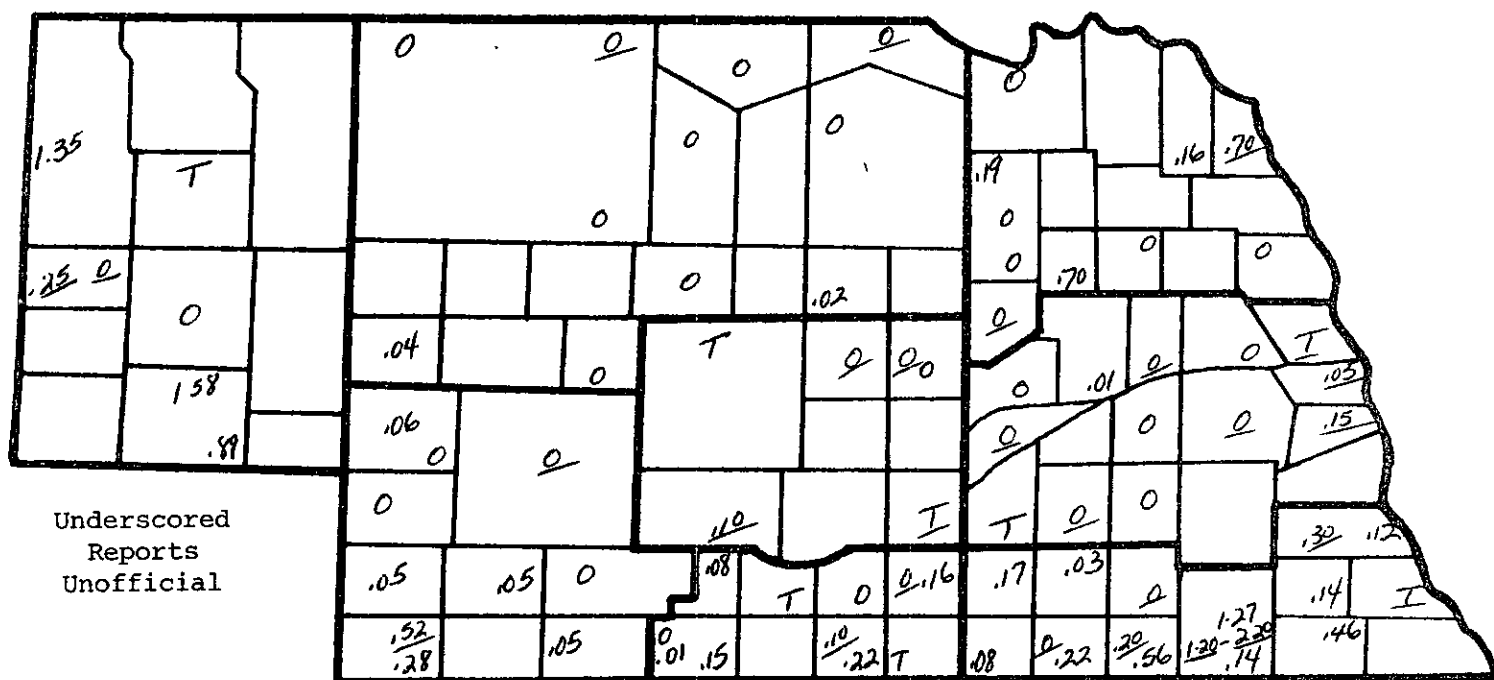 0 0 0 0 0
1.35 T 0 0 .19 .16 .70
0 0
.25 0 0 0 .02 0 .70 0 0
0 .04 0 T 0 0 0 0 .01 0 0 T
1.58 .89 .06 0 0 0 0 0 0 .05
.15
Underscored
Reports
Unofficial
0 .10 T T 0 0 .30 .12
.05 .05 0 .08 T 0 0 .16 .17 .03 0 .14 T
.52 .05 0 .10 0 .20 1.27 .46
.28 .01 .15 .22 T .08 .22 .56 1.20-2.20
.14